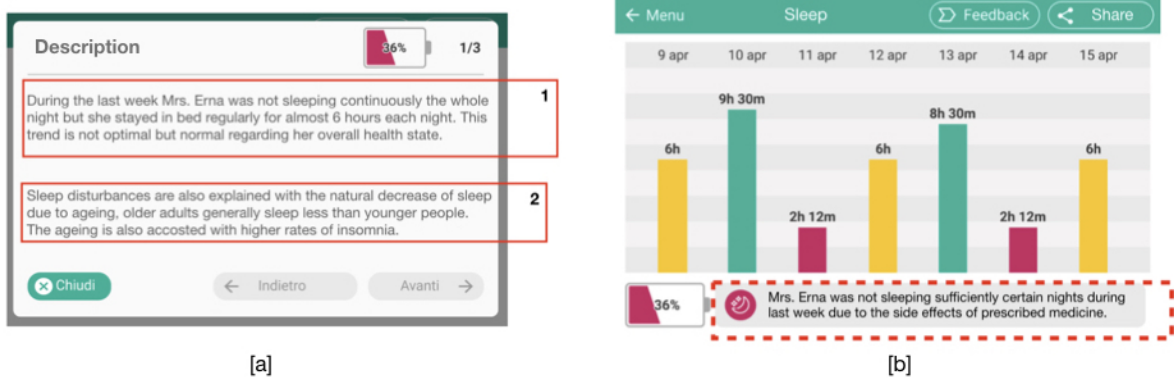 Description
36%
1/3
During the last week Mrs. Erna was not sleeping continuously the whole
night but she stayed in bed regularly for almost 6 hours each night. This
trend is not optimal but normal regarding her overall health state.
1
Sleep disturbances are also explained with the natural decrease of sleep
due to ageing, older adults generally sleep less than younger people.
The ageing is also accosted with higher rates of insomnia.
2
Chiudi
Indietro
Avanti
[a]
Menu
Sleep
Feedback
Share
9 apr 10 apr 11 apr 12 apr 13 apr 14 apr 15 apr
6h 9h 30m 2h 12m 6h 8h 30m 2h 12m 6h
36%
Mrs. Erna was not sleeping sufficiently certain nights during
last week due to the side effects of prescribed medicine.
[b]